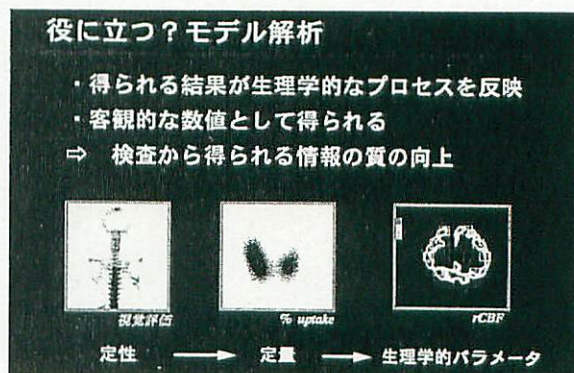 役に立つ？モデル解析
・得られる結果が生理学的なプロセスを反映
・客観的な数値として得られる
⇨ 検査から得られる情報の質の向上
視覚評価 % uptake rCBF
定性 → 定量 → 生理学的パラメータ